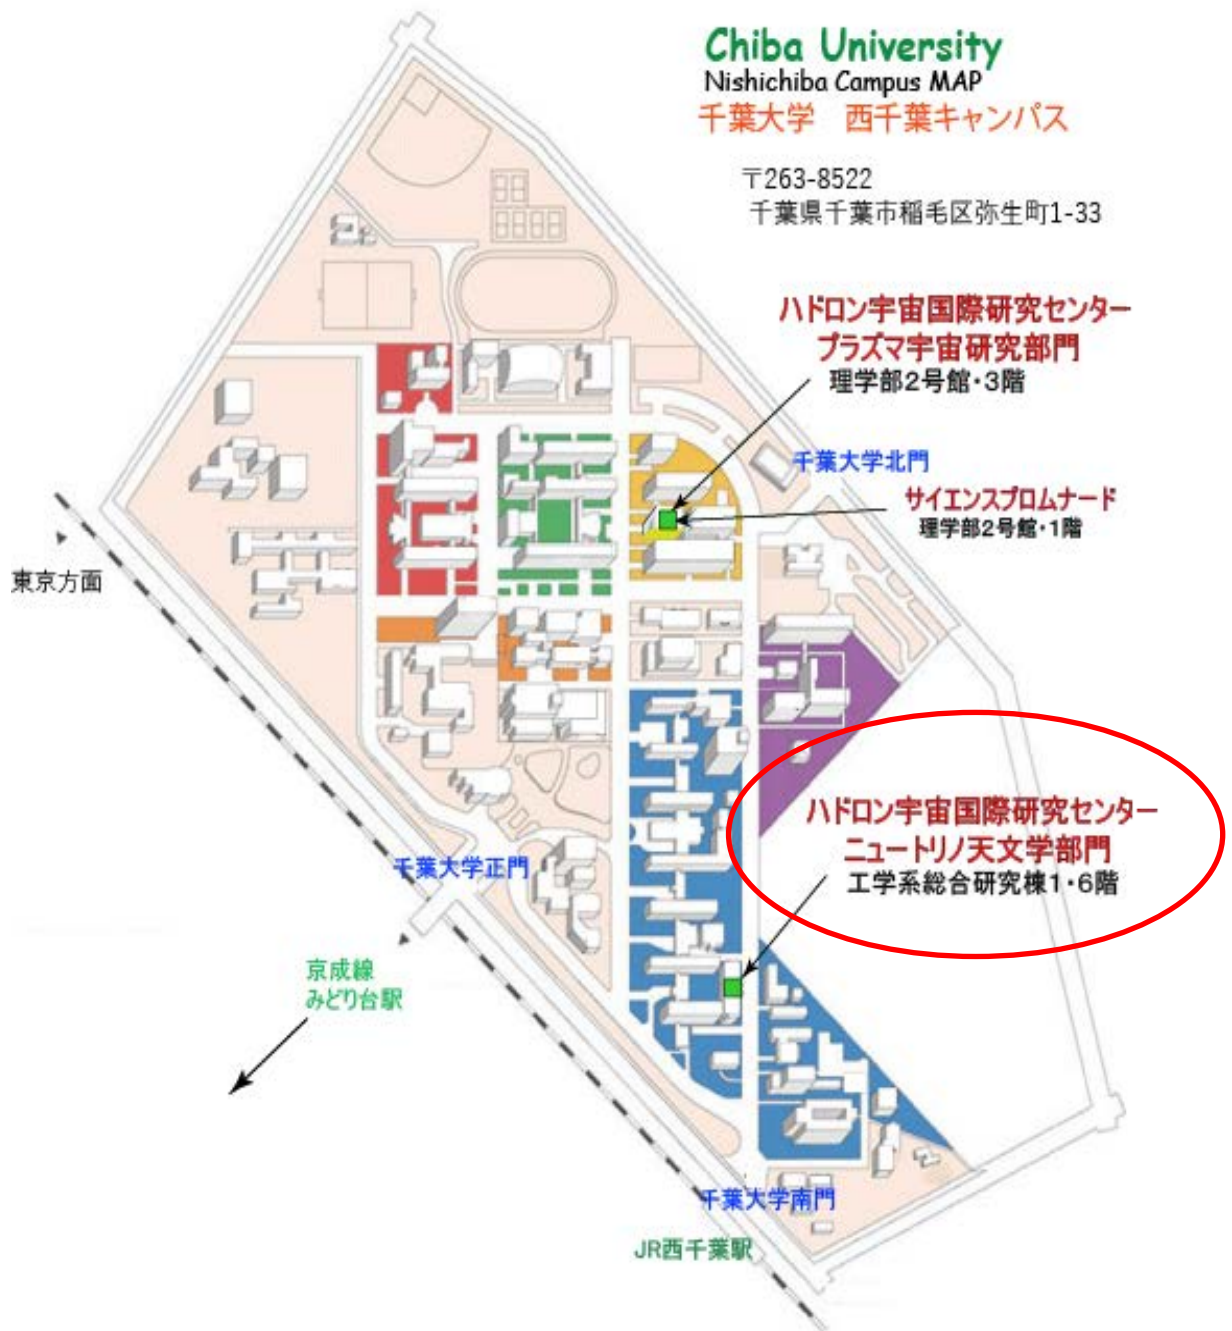 Chiba University
Nishichiba Campus MAP
千葉大学　西千葉キャンパス
〒263-8522
千葉県千葉市稲毛区弥生町1-33
ハドロン宇宙国際研究センター
プラズマ宇宙研究部門
理学部2号館・3階
千葉大学北門
サイエンスプロムナード
理学部2号館・1階
東京方面
ハドロン宇宙国際研究センター
ニュートリノ天文学部門
工学系総合研究棟1・6階
千葉大学正門
京成線
みどり台駅
千葉大学南門
JR西千葉駅